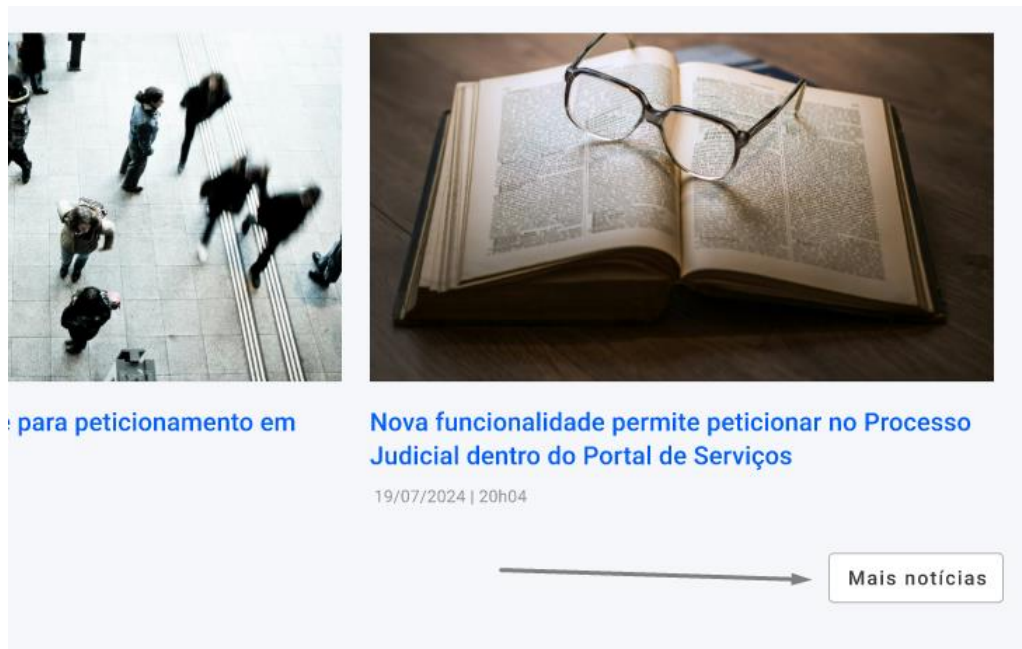 para peticionamento em
Nova funcionalidade permite peticionar no Processo
Judicial dentro do Portal de Serviços
19/07/2024 | 20h04
Mais notícias